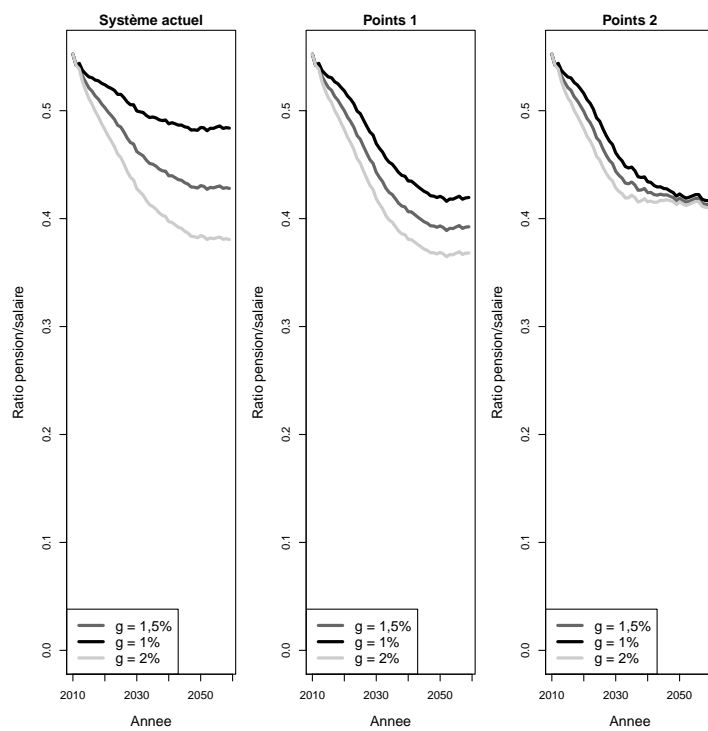 Système actuel
Ratio pension/salaire
0.5
0.4
0.3
0.2
0.1
0.0
g = 1,5%
g = 1%
g = 2%
2010 2030 2050
Annee
Points 1
Ratio pension/salaire
0.5
0.4
0.3
0.2
0.1
0.0
g = 1,5%
g = 1%
g = 2%
2010 2030 2050
Annee
Points 2
Ratio pension/salaire
0.5
0.4
0.3
0.2
0.1
0.0
g = 1,5%
g = 1%
g = 2%
2010 2030 2050
Annee